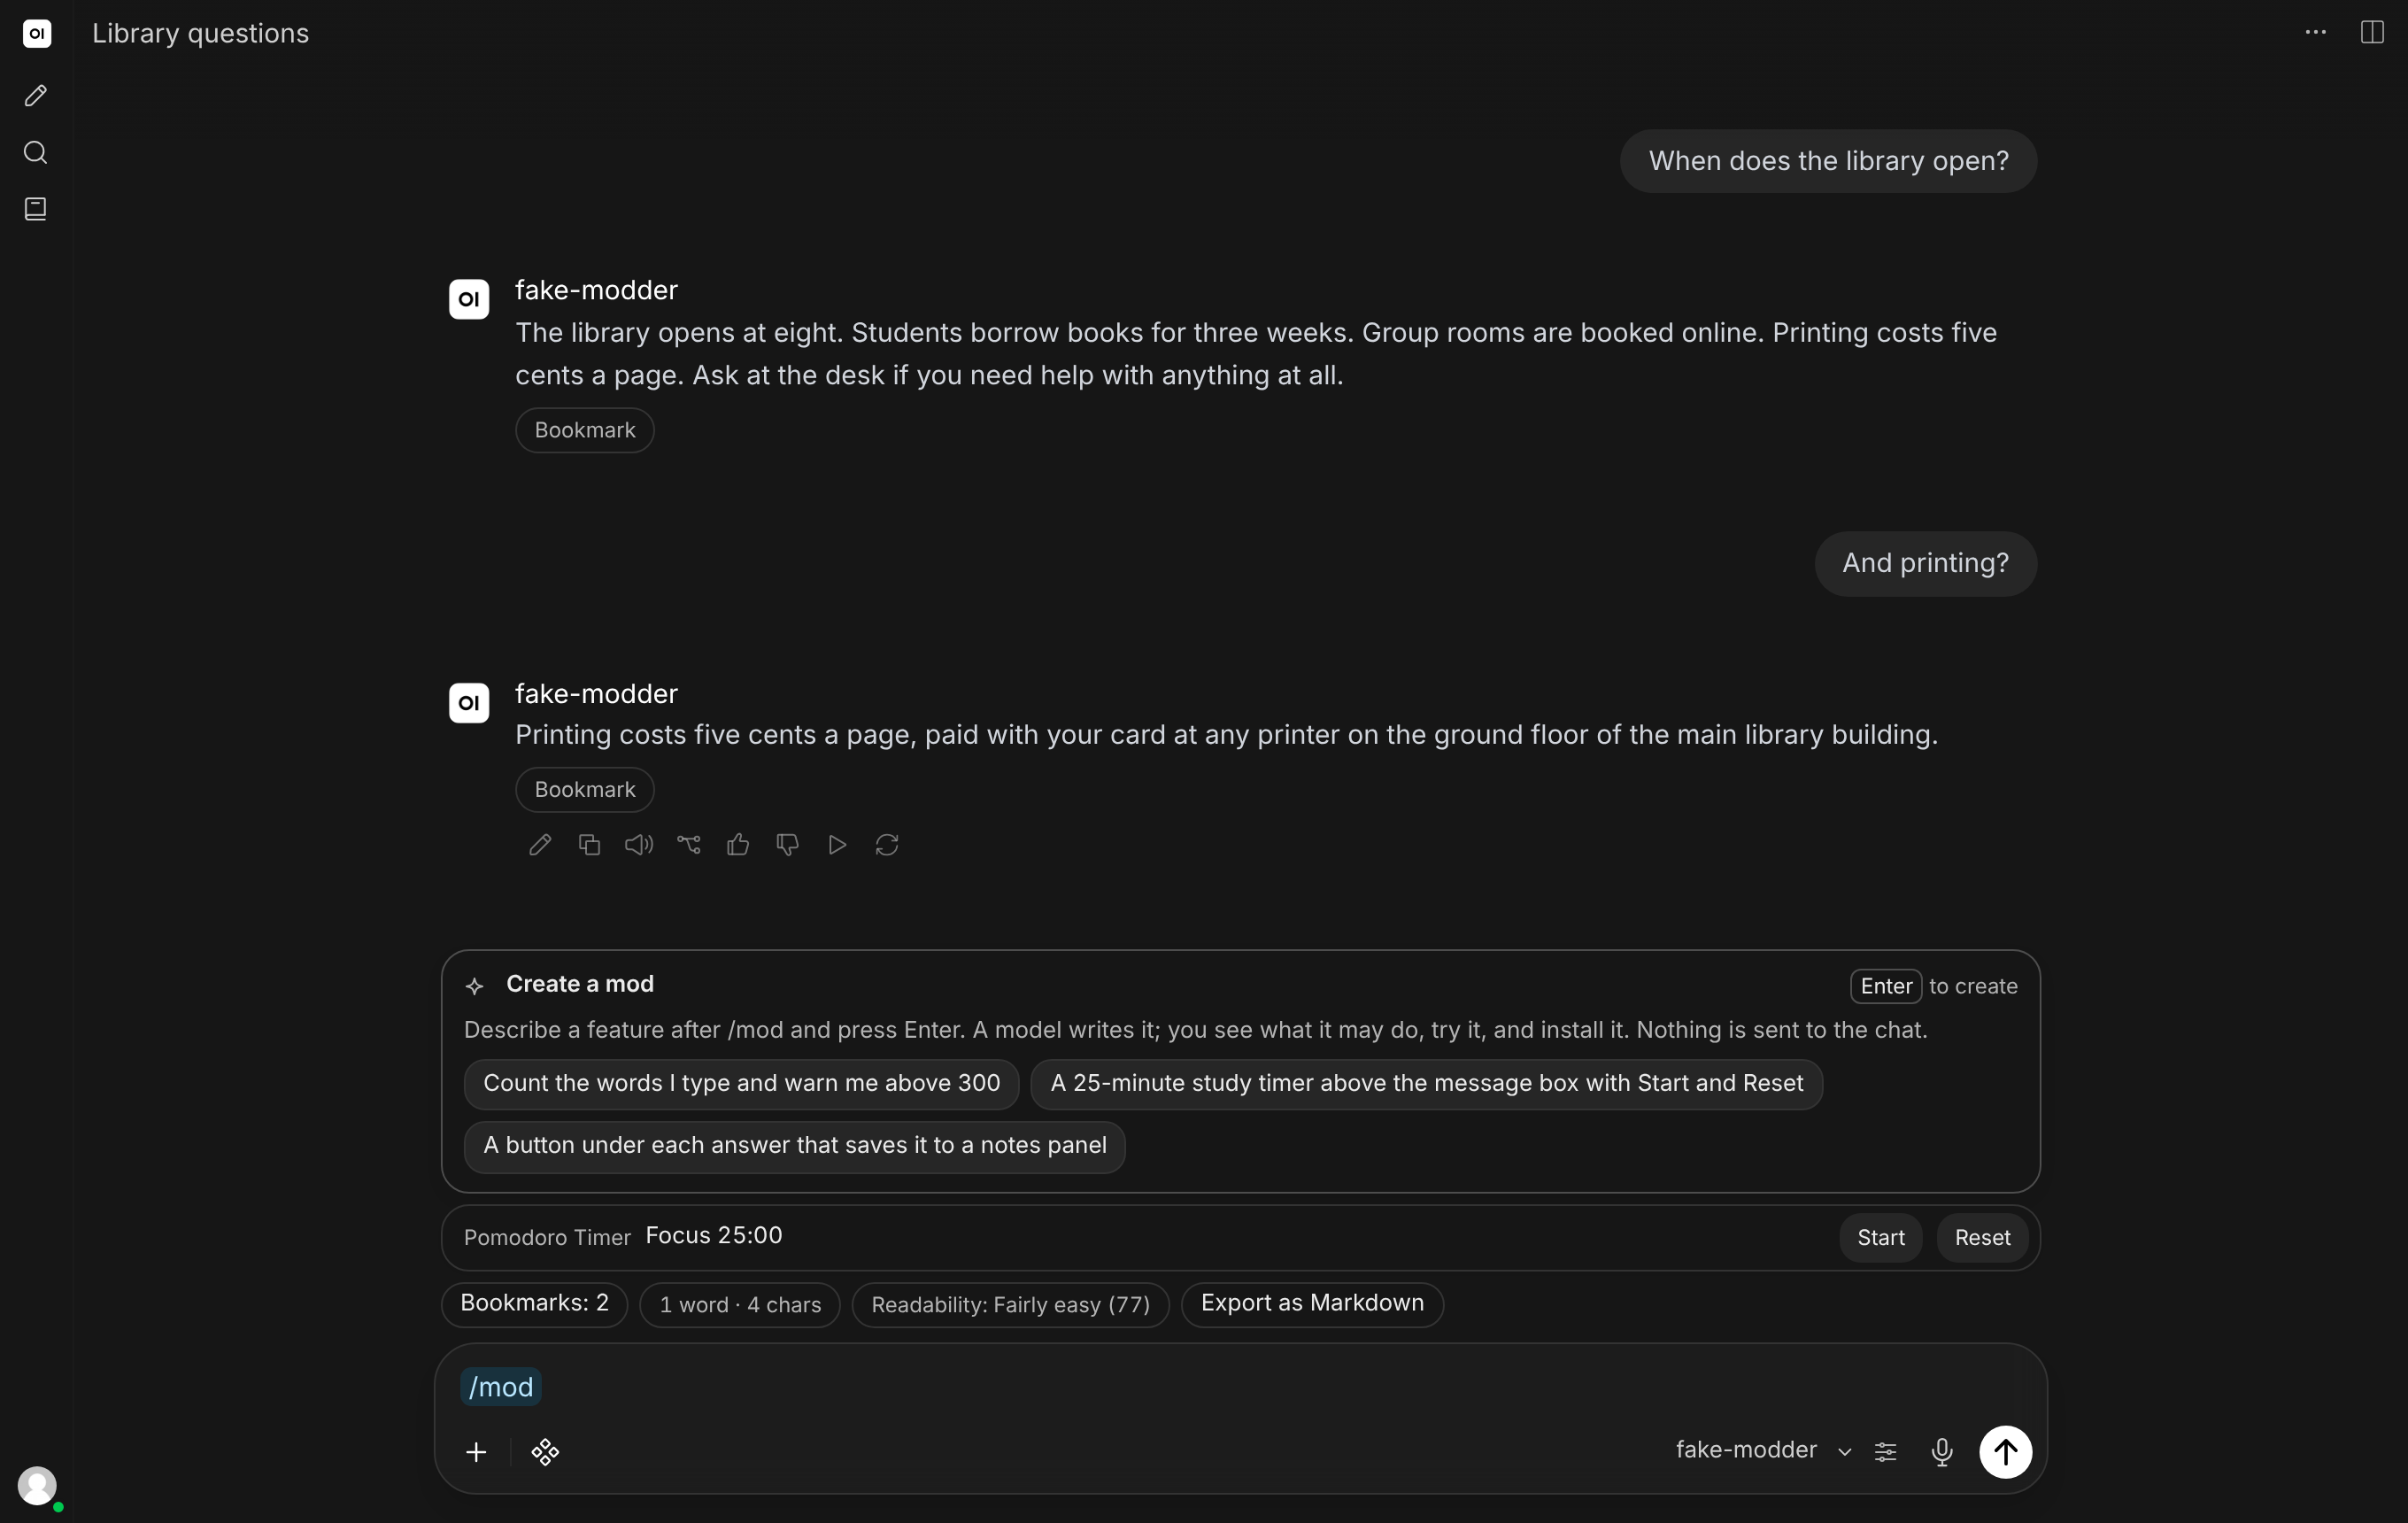 OI
Library questions
When does the library open?
OI
fake-modder
The library opens at eight. Students borrow books for three weeks. Group rooms are booked online. Printing costs five
cents a page. Ask at the desk if you need help with anything at all.
Bookmark
And printing?
OI
fake-modder
Printing costs five cents a page, paid with your card at any printer on the ground floor of the main library building.
Bookmark
Create a mod
Enter to create
Describe a feature after /mod and press Enter. A model writes it; you see what it may do, try it, and install it. Nothing is sent to the chat.
Count the words I type and warn me above 300
A 25-minute study timer above the message box with Start and Reset
A button under each answer that saves it to a notes panel
Pomodoro Timer Focus 25:00
Start
Reset
Bookmarks: 2
1 word · 4 chars
Readability: Fairly easy (77)
Export as Markdown
/mod
fake-modder